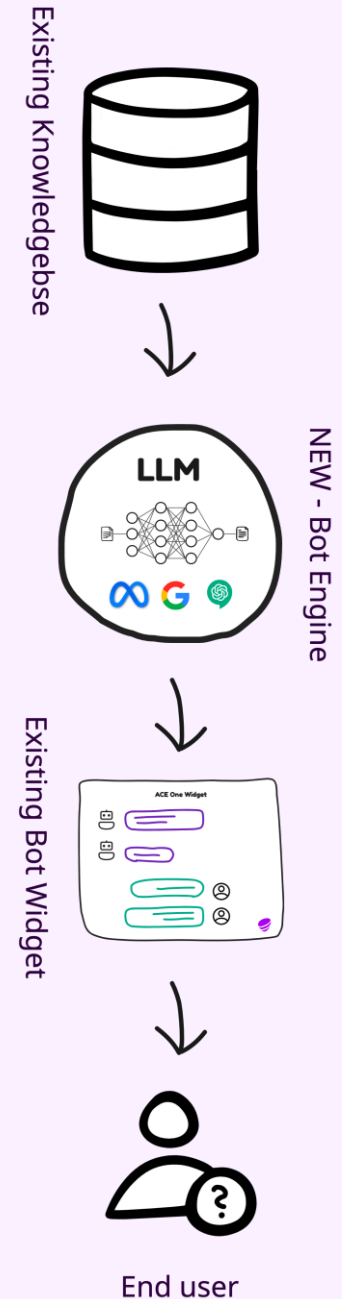 Existing Knowledgebse
LLM
NEW - Bot Engine
ACE One Widget
Existing Bot Widget
?
End user